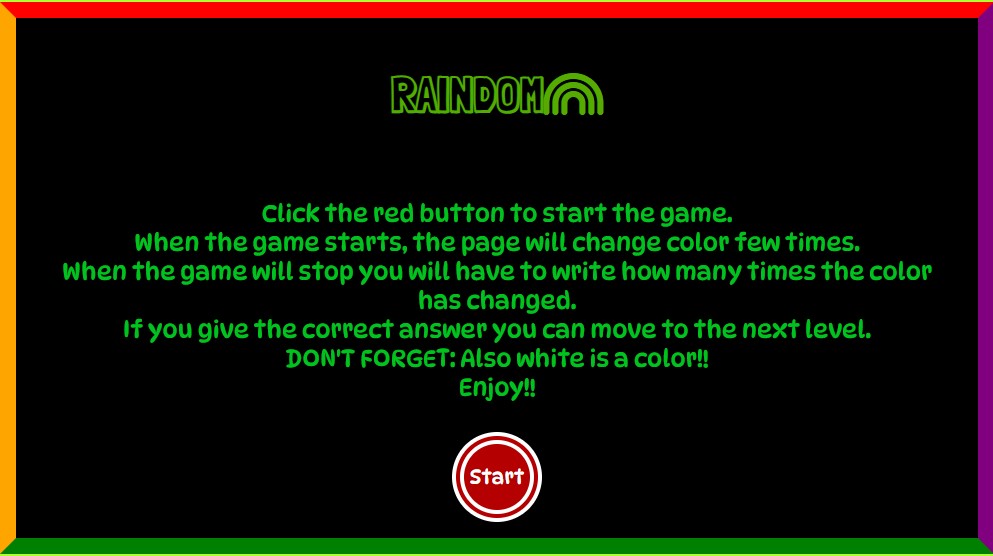 RAINDOM
Click the red button to start the game.
When the game starts, the page will change color few times.
When the game will stop you will have to write how many times the color
has changed.
If you give the correct answer you can move to the next level.
DON'T FORGET: Also white is a color!!
Enjoy!!
Start